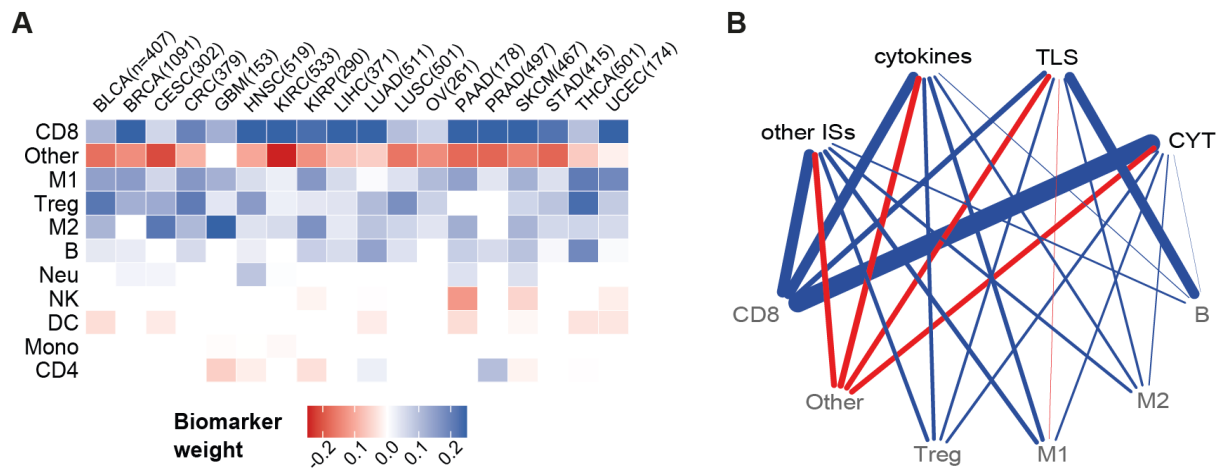 A
BLCA(n=407)
BRCA(1091)
CESC(302)
CRC(379)
GBM(153)
HNSC(519)
KIRC(533)
KIRP(290)
LIHC(371)
LUAD(511)
LUSC(501)
OV(261)
PAAD(178)
PRAD(497)
SKCM(467)
STAD(415)
THCA(501)
UCEC(174)
CD8
Other
M1
Treg
M2
B
Neu
NK
DC
Mono
CD4
Biomarker
weight
-0.2
0.1
0.0
0.1
0.2
B
cytokines
TLS
other ISs
CYT
CD8
B
Other
M2
Treg
M1